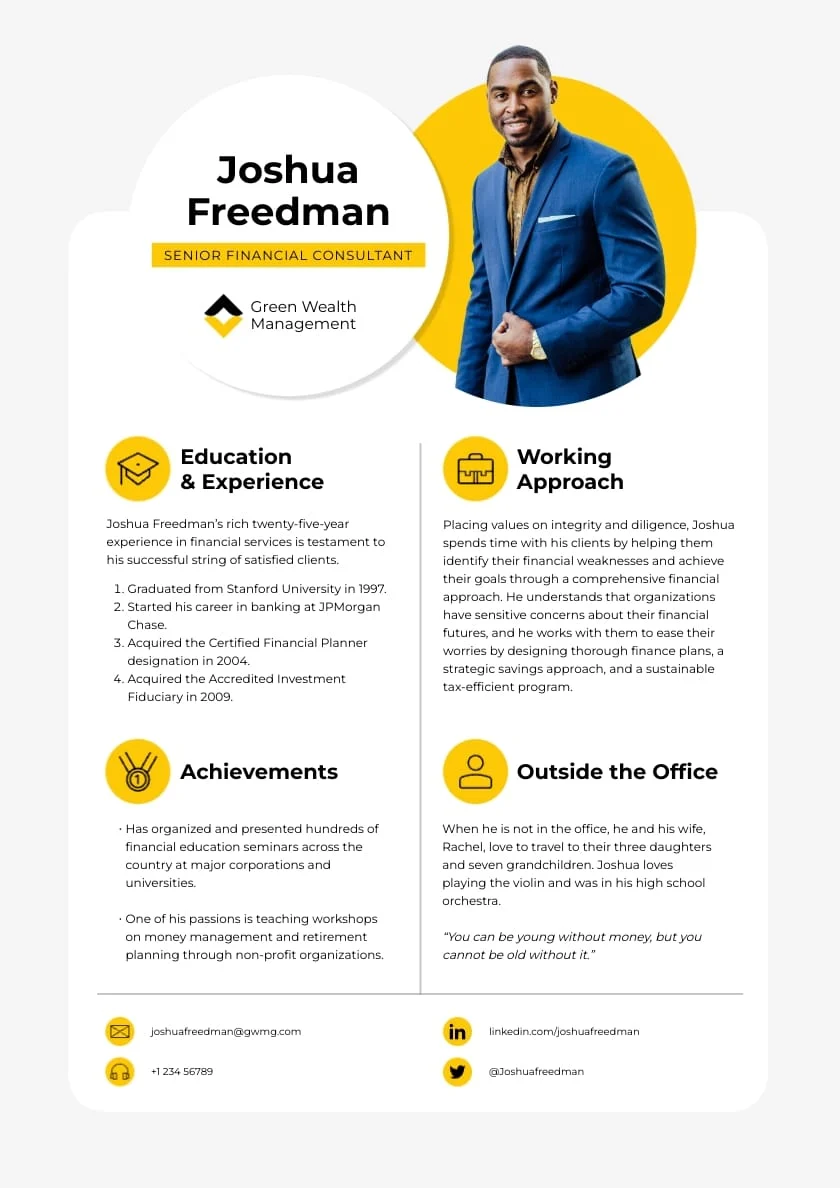 Joshua
Freedman
SENIOR FINANCIAL CONSULTANT
Green Wealth
Management
Education
& Experience
Joshua Freedman’s rich twenty-five-year
experience in financial services is testament to
his successful string of satisfied clients.
1. Graduated from Stanford University in 1997.
2. Started his career in banking at JPMorgan
Chase.
3. Acquired the Certified Financial Planner
designation in 2004.
4. Acquired the Accredited Investment
Fiduciary in 2009.
Working
Approach
Placing values on integrity and diligence, Joshua
spends time with his clients by helping them
identify their financial weaknesses and achieve
their goals through a comprehensive financial
approach. He understands that organizations
have sensitive concerns about their financial
futures, and he works with them to ease their
worries by designing thorough finance plans, a
strategic savings approach, and a sustainable
tax-efficient program.
1
Achievements
· Has organized and presented hundreds of
financial education seminars across the
country at major corporations and
universities.
· One of his passions is teaching workshops
on money management and retirement
planning through non-profit organizations.
Outside the Office
When he is not in the office, he and his wife,
Rachel, love to travel to their three daughters
and seven grandchildren. Joshua loves
playing the violin and was in his high school
orchestra.
“You can be young without money, but you
cannot be old without it.”
joshuafreedman@gwmg.com
+1 234 56789
in
linkedin.com/joshuafreedman
@Joshuafreedman